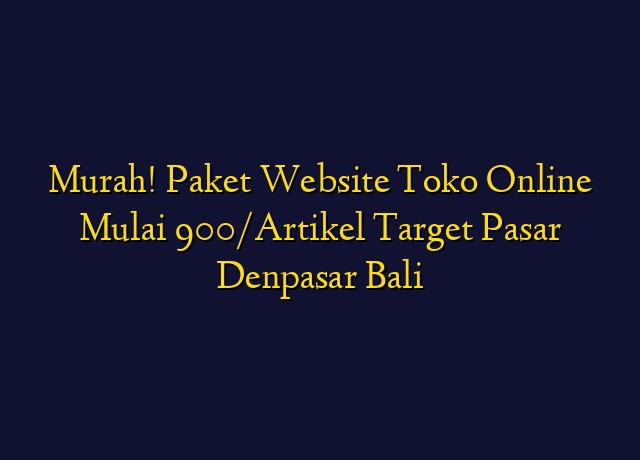 Murah! Paket Website Toko Online
Mulai 900/Artikel Target Pasar
Denpasar Bali